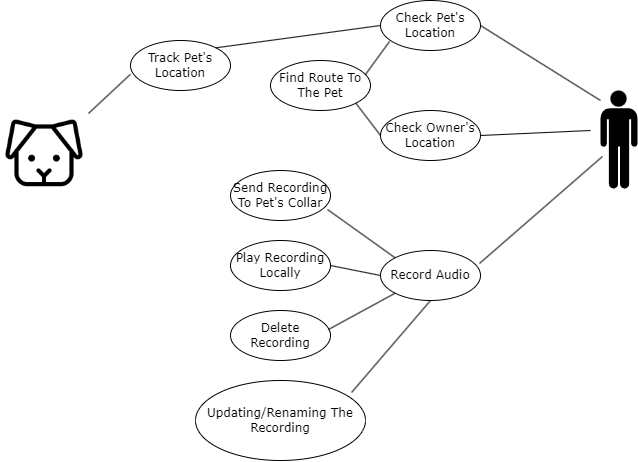 Check Pet's
Location
Track Pet's
Location
Find Route To
The Pet
Check Owner's
Location
Send Recording
To Pet's Collar
Play Recording
Locally
Record Audio
Delete
Recording
Updating/Renaming The
Recording